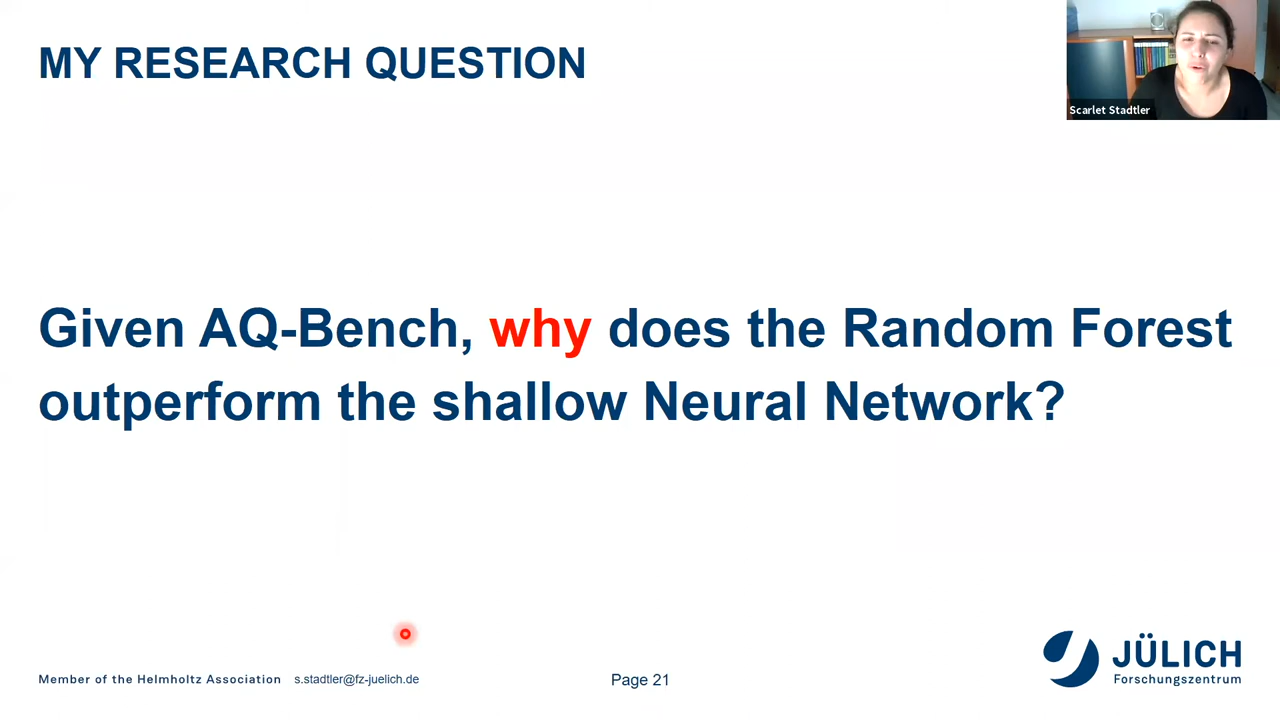 MY RESEARCH QUESTION
Scarlet Stadtler
Given AQ-Bench, why does the Random Forest
outperform the shallow Neural Network?
Member of the Helmholtz Association s.stadtler@fz-juelich.de Page 21
JÜLICH
Forschungszentrum